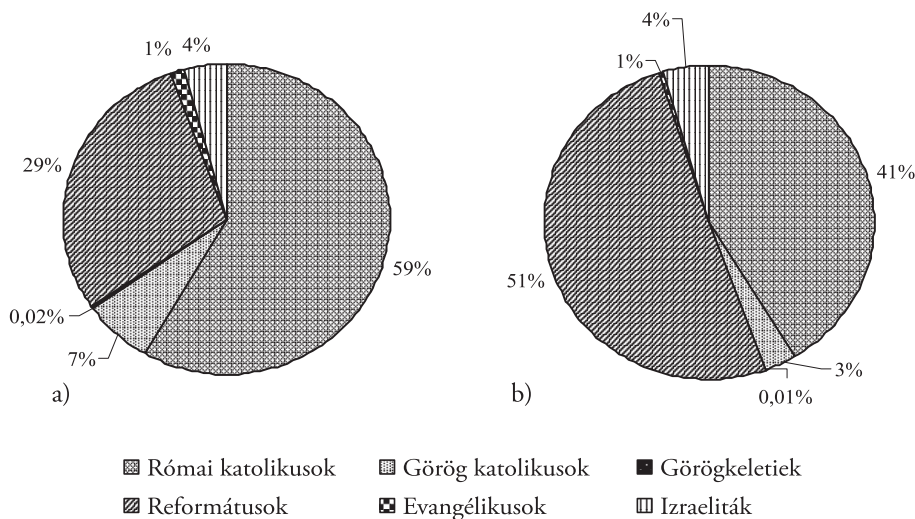 1% 4%
29%
59%
0,02%
7%
a)
4%
1%
41%
51%
3%
0,01%
b)
Római katolikusok Görög katolikusok Görögkeletiek
Reformátusok Evangélikusok Izraeliták